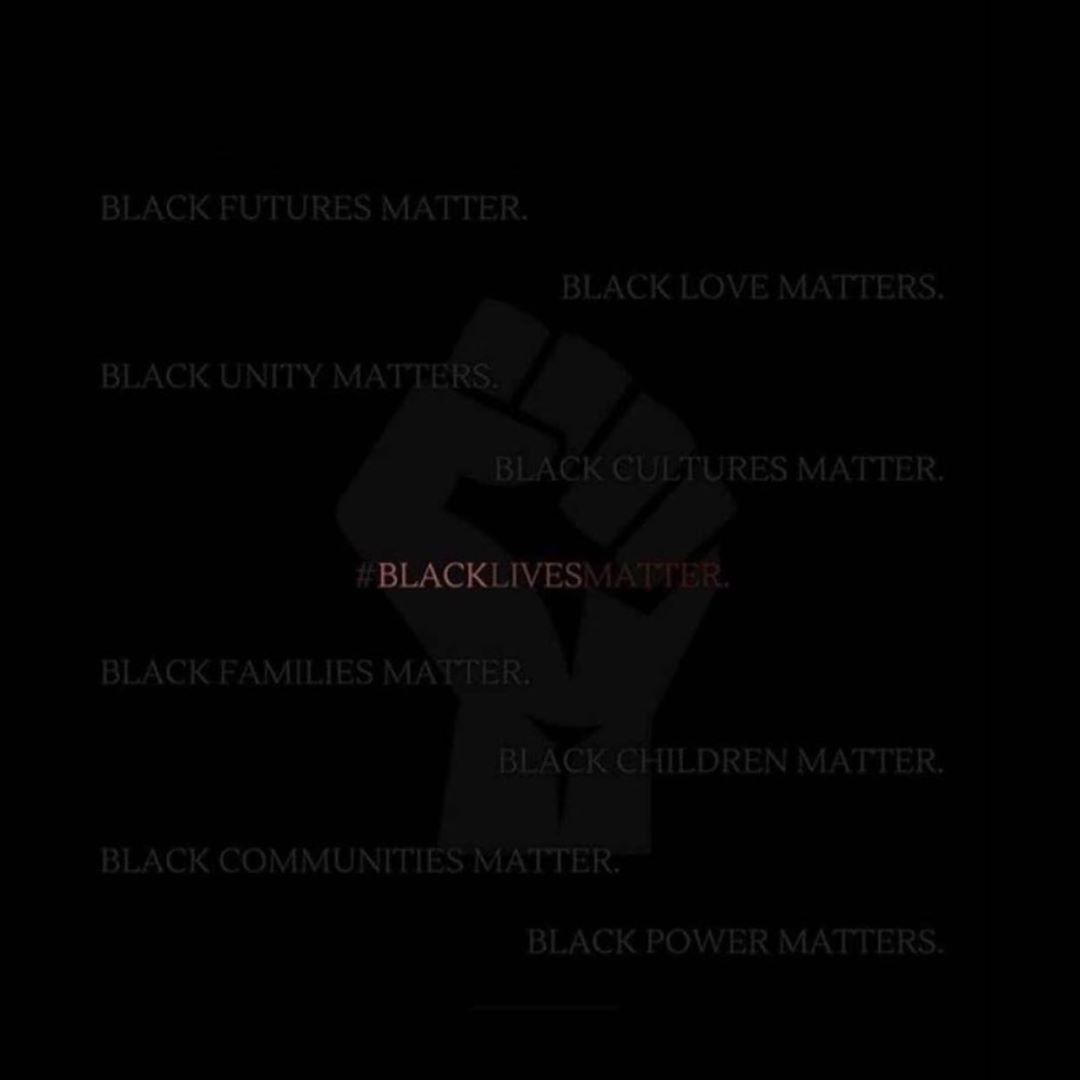 BLACK FUTURES MATTER.
BLACK LOVE MATTERS.
BLACK UNITY MATTERS.
BLACK CULTURES MATTER.
#BLACKLIVESMATTER.
BLACK FAMILIES MATTER.
BLACK CHILDREN MATTER.
BLACK COMMUNITIES MATTER.
BLACK POWER MATTERS.